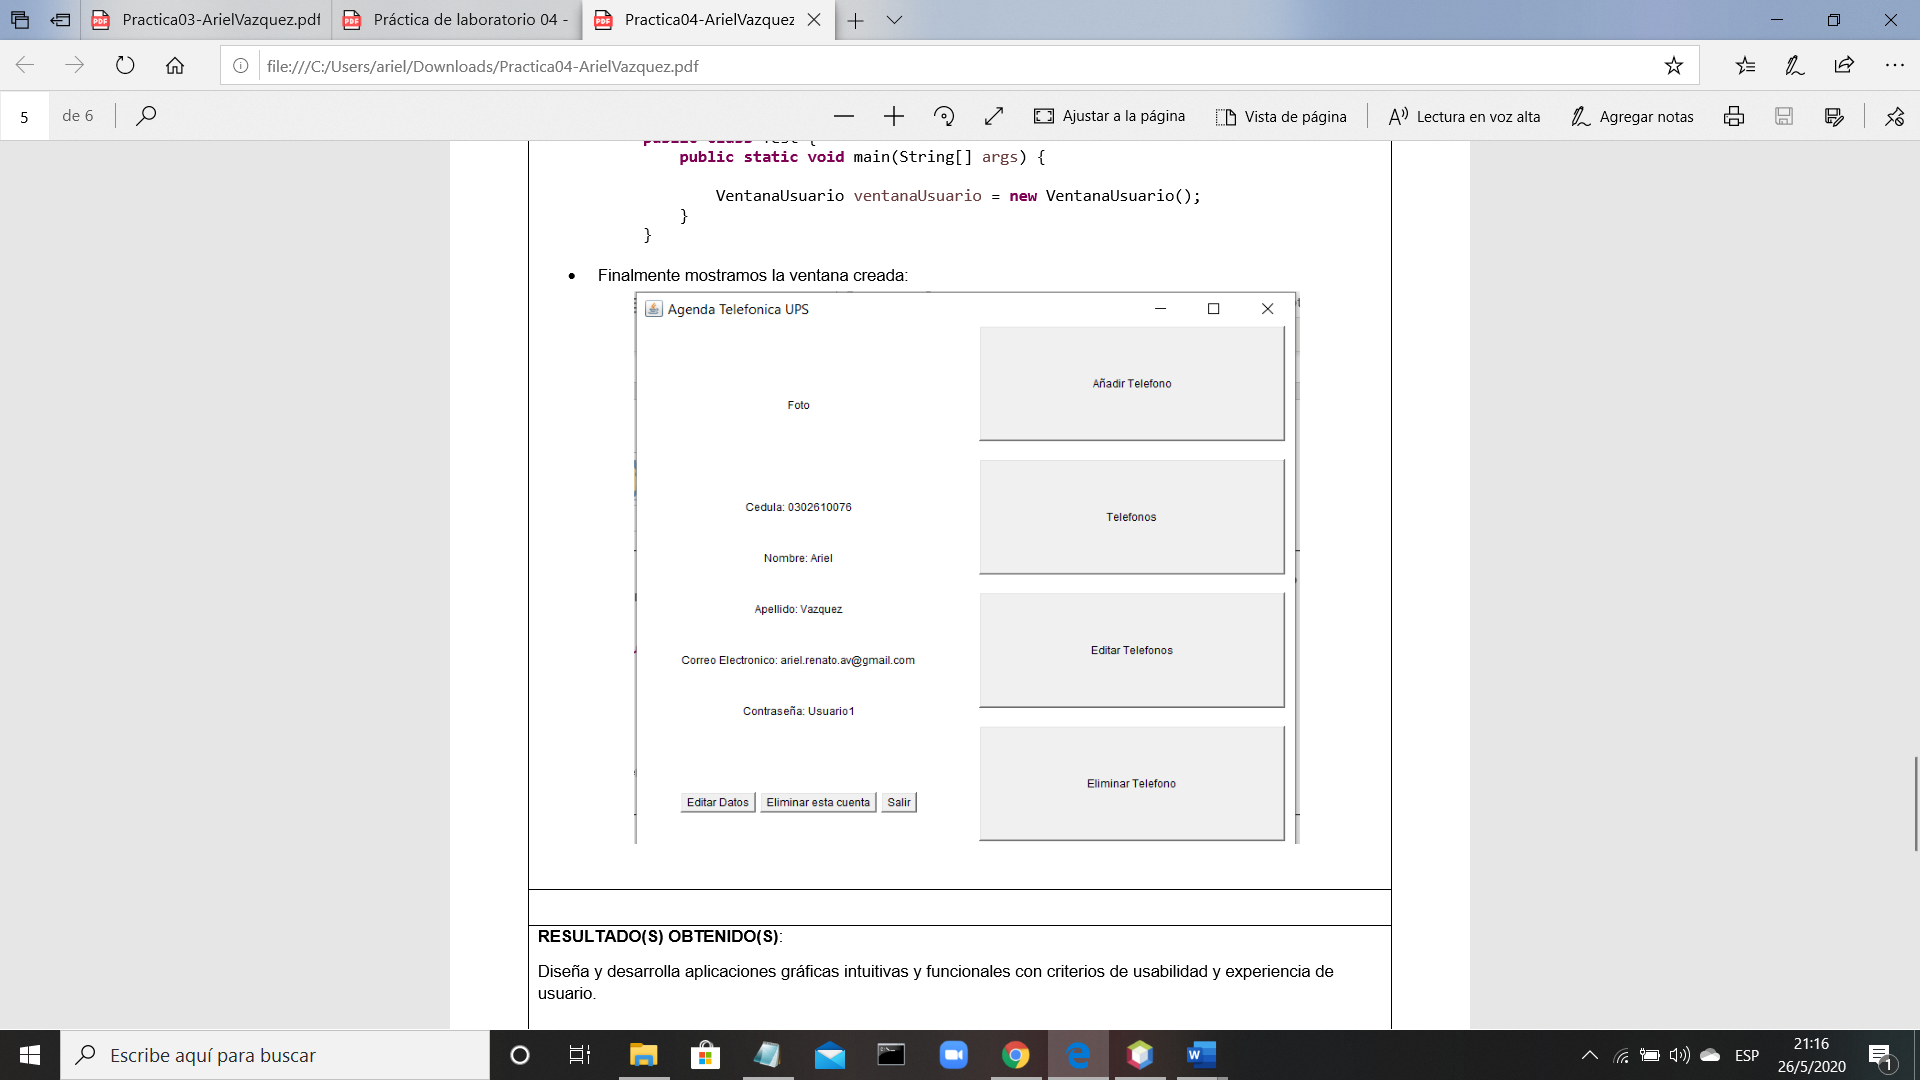 Practica03-ArielVazquez.pdf
Práctica de laboratorio 04 -
Practica04-ArielVazquez
file:///C:/Users/ariel/Downloads/Practica04-ArielVazquez.pdf
5 de 6
Ajustar a la página
Vista de página
Lectura en voz alta
Agregar notas
public class Test {
public static void main(String[] args) {
VentanaUsuario ventanaUsuario = new VentanaUsuario();
}
}
• Finalmente mostramos la ventana creada:
Agenda Telefonica UPS
Foto
Cedula: 0302610076
Nombre: Ariel
Apellido: Vazquez
Correo Electronico: ariel.renato.av@gmail.com
Contraseña: Usuario1
Editar Datos
Eliminar esta cuenta
Salir
Añadir Telefono
Telefonos
Editar Telefonos
Eliminar Telefono
RESULTADO(S) OBTENIDO(S):
Diseña y desarrolla aplicaciones gráficas intuitivas y funcionales con criterios de usabilidad y experiencia de
usuario.
Escribe aquí para buscar
ESP
21:16
26/5/2020
1